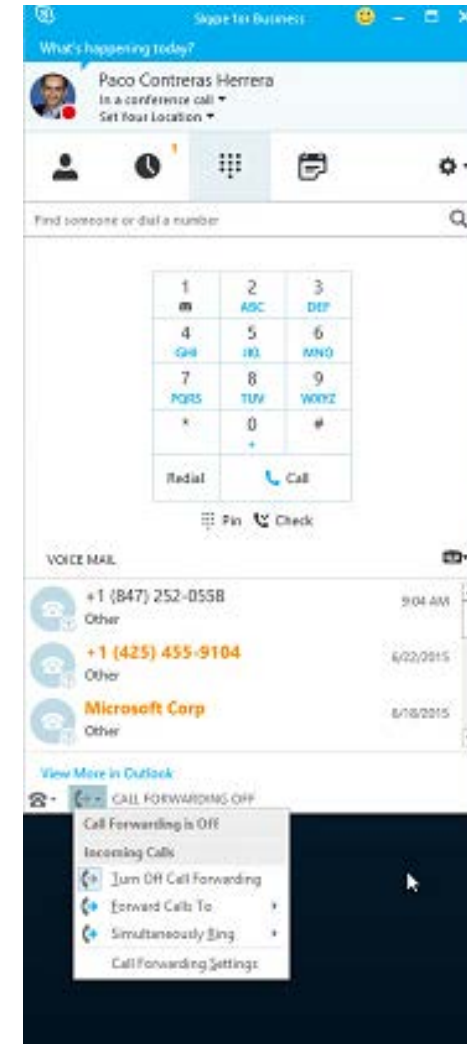 Skype for Business
What's happening today?
Paco Contreras Herrera
In a conference call
Set Your Location
1
Find someone or dial a number
1 2 3
ABC DEF
4 5 6
GHI JKL MNO
7 8 9
PQRS TUV WXYZ
* 0 #
+
Redial Call
Pin Check
VOICE MAIL
+1 (847) 252-0558 9:04 AM
Other
+1 (425) 455-9104 6/22/2015
Other
Microsoft Corp 6/18/2015
Other
View More in Outlook
CALL FORWARDING OFF
Call Forwarding is Off
Incoming Calls
Turn Off Call Forwarding
Forward Calls To
Simultaneously Ring
Call Forwarding Settings